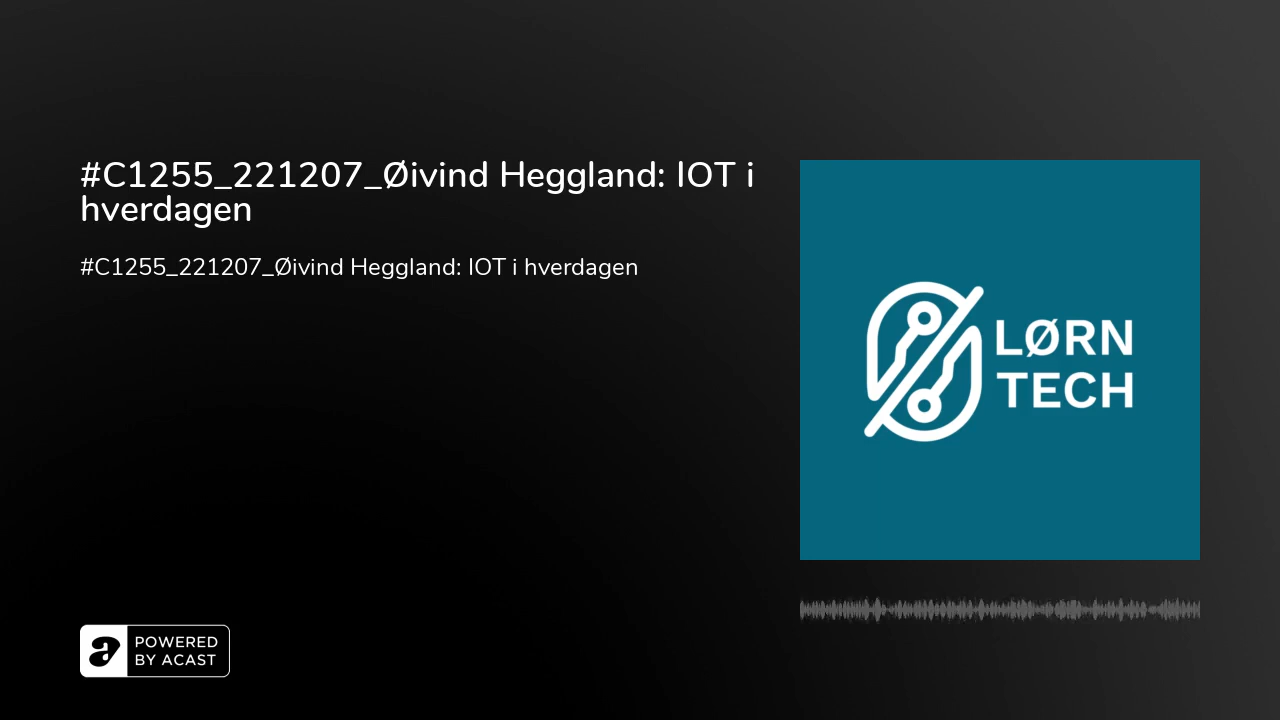 #C1255_221207_Øivind Heggland: IOT i
hverdagen
#C1255_221207_Øivind Heggland: IOT i hverdagen
LØRN
TECH
POWERED
BY ACAST